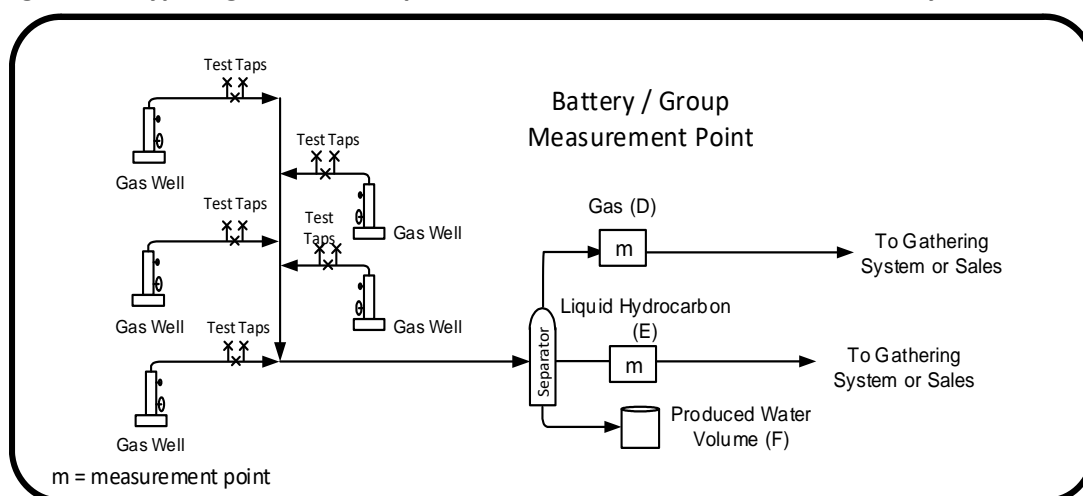 Test Taps
Gas Well
Test Taps
Gas Well
Test Taps
Gas Well
Test
Taps
Gas Well
Test Taps
Gas Well
Battery / Group
Measurement Point
Gas (D)
m
To Gathering
System or Sales
Liquid Hydrocarbon
(E)
m
To Gathering
System or Sales
Separator
Produced Water
Volume (F)
m = measurement point